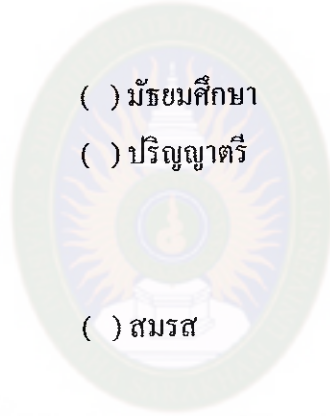 ( ) มัธยมศึกษา
( ) ปริญญาตรี
( ) สมรส